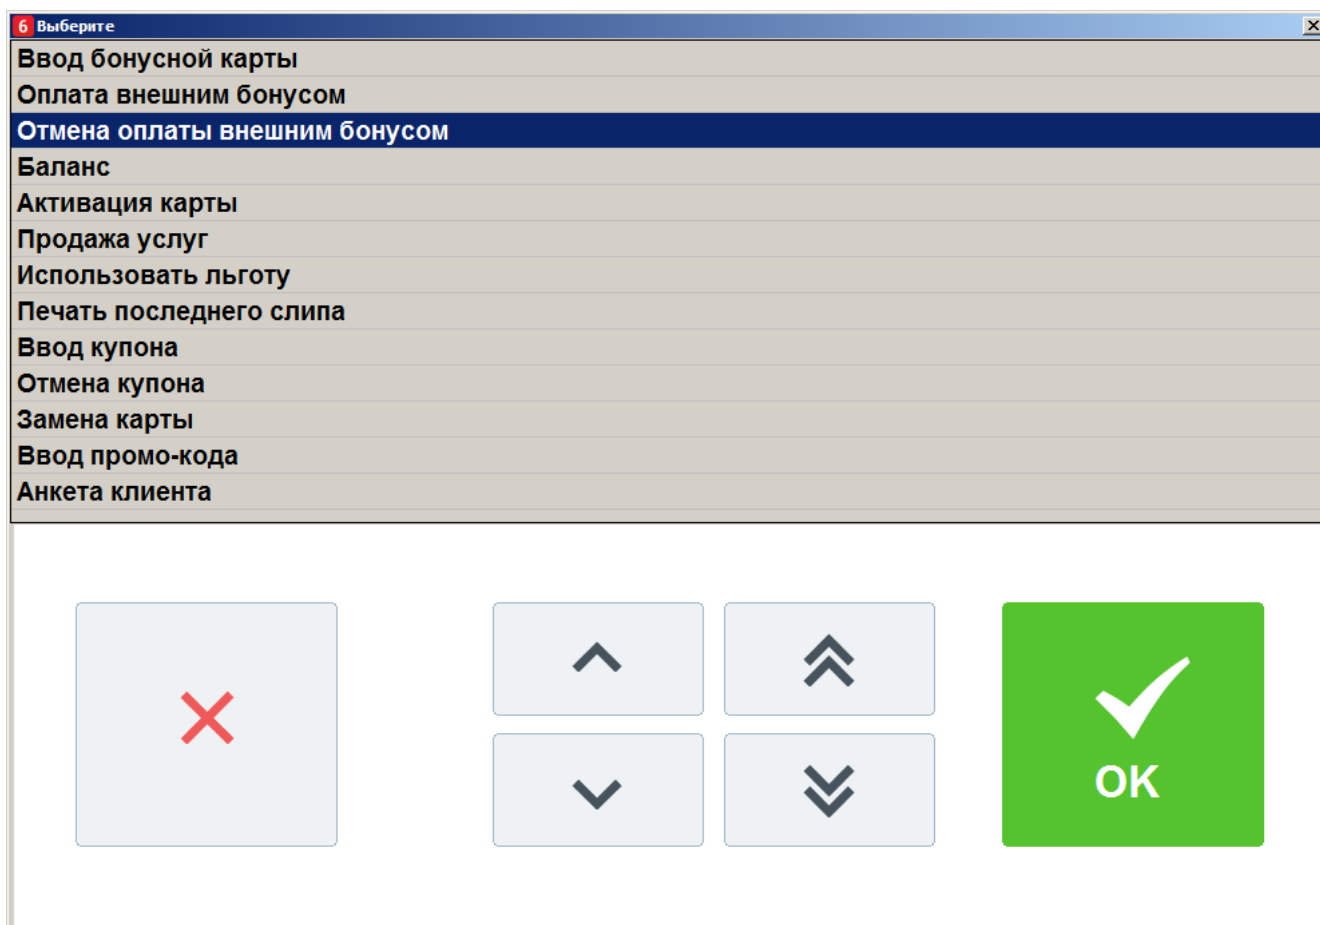 6 Выберите
Ввод бонусной карты
Оплата внешним бонусом
Отмена оплаты внешним бонусом
Баланс
Активация карты
Продажа услуг
Использовать льготу
Печать последнего слипа
Ввод купона
Отмена купона
Замена карты
Ввод промо-кода
Анкета клиента
OK